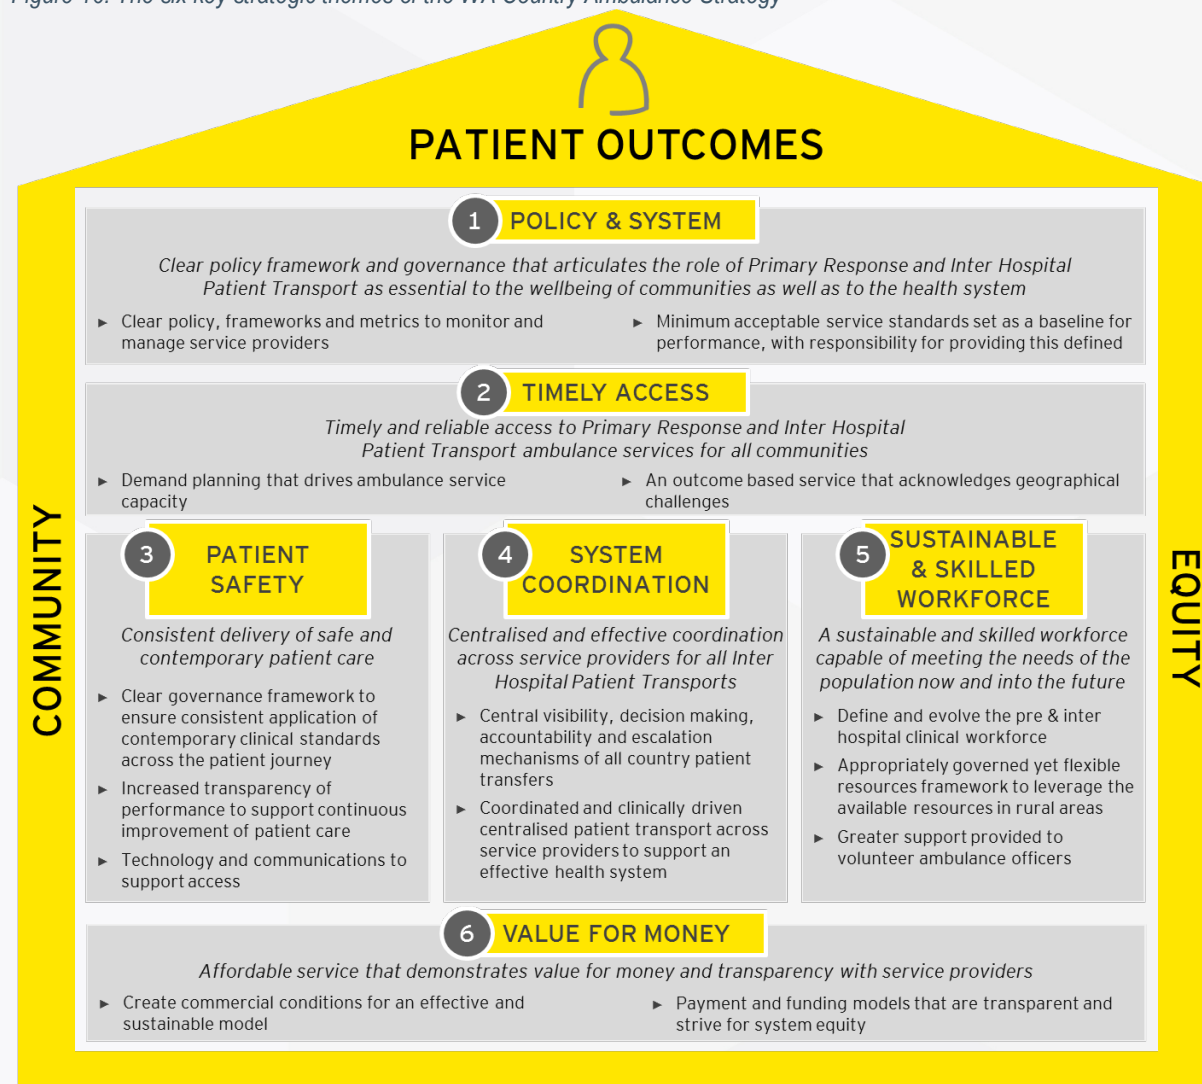 The six key strategic themes of the WA Country Ambulance Strategy
PATIENT OUTCOMES
COMMUNITY
EQUITY
1 POLICY & SYSTEM
Clear policy framework and governance that articulates the role of Primary Response and Inter Hospital
Patient Transport as essential to the wellbeing of communities as well as to the health system
► Clear policy, frameworks and metrics to monitor and
manage service providers
► Minimum acceptable service standards set as a baseline for
performance, with responsibility for providing this defined
2 TIMELY ACCESS
Timely and reliable access to Primary Response and Inter Hospital
Patient Transport ambulance services for all communities
► Demand planning that drives ambulance service
capacity
► An outcome based service that acknowledges geographical
challenges
3 PATIENT
SAFETY
Consistent delivery of safe and
contemporary patient care
► Clear governance framework to
ensure consistent application of
contemporary clinical standards
across the patient journey
► Increased transparency of
performance to support continuous
improvement of patient care
► Technology and communications to
support access
4 SYSTEM
COORDINATION
Centralised and effective coordination
across service providers for all Inter
Hospital Patient Transports
► Central visibility, decision making,
accountability and escalation
mechanisms of all country patient
transfers
► Coordinated and clinically driven
centralised patient transport across
service providers to support an
effective health system
5 SUSTAINABLE
& SKILLED
WORKFORCE
A sustainable and skilled workforce
capable of meeting the needs of the
population now and into the future
► Define and evolve the pre & inter
hospital clinical workforce
► Appropriately governed yet flexible
resources framework to leverage the
available resources in rural areas
► Greater support provided to
volunteer ambulance officers
6 VALUE FOR MONEY
Affordable service that demonstrates value for money and transparency with service providers
► Create commercial conditions for an effective and
sustainable model
► Payment and funding models that are transparent and
strive for system equity